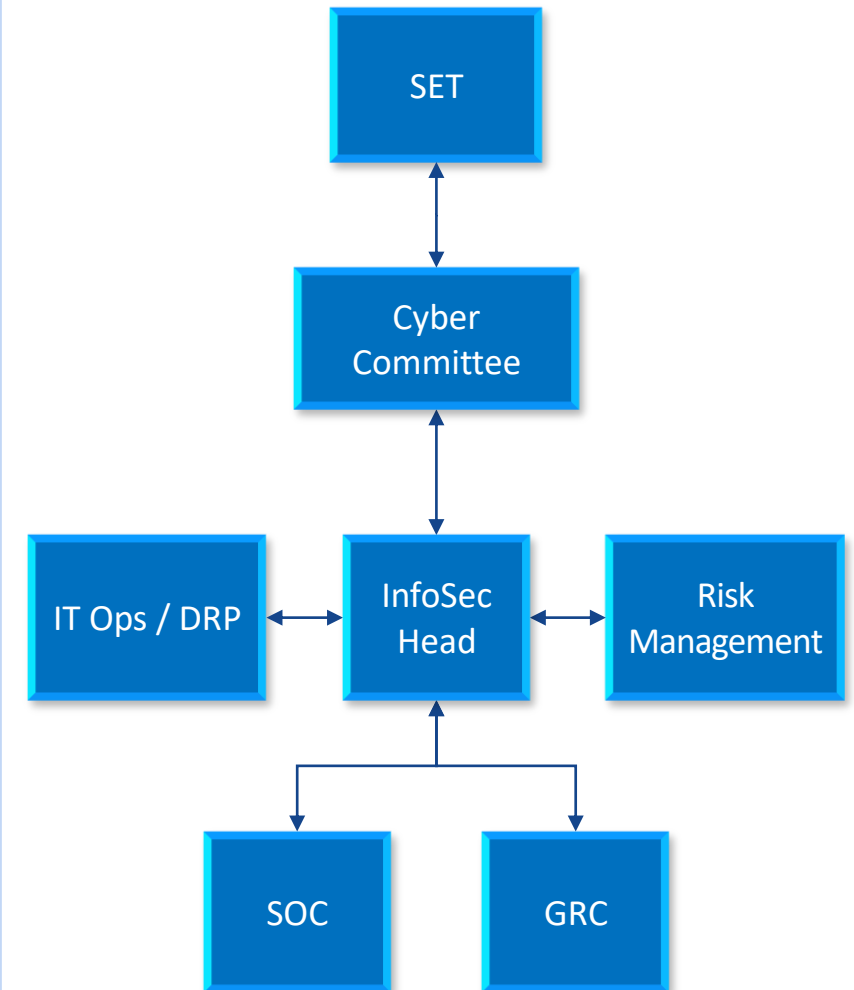 SET
Cyber
Committee
IT Ops / DRP
InfoSec
Head
Risk
Management
SOC
GRC